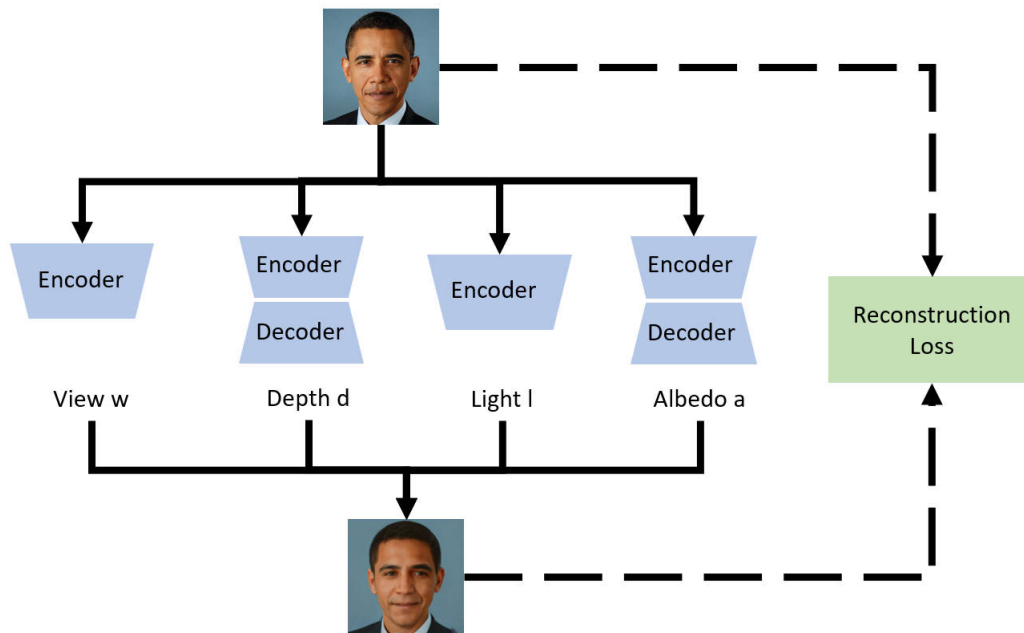 Encoder
Encoder
Decoder
Encoder
Encoder
Decoder
Reconstruction
Loss
View w
Depth d
Light l
Albedo a